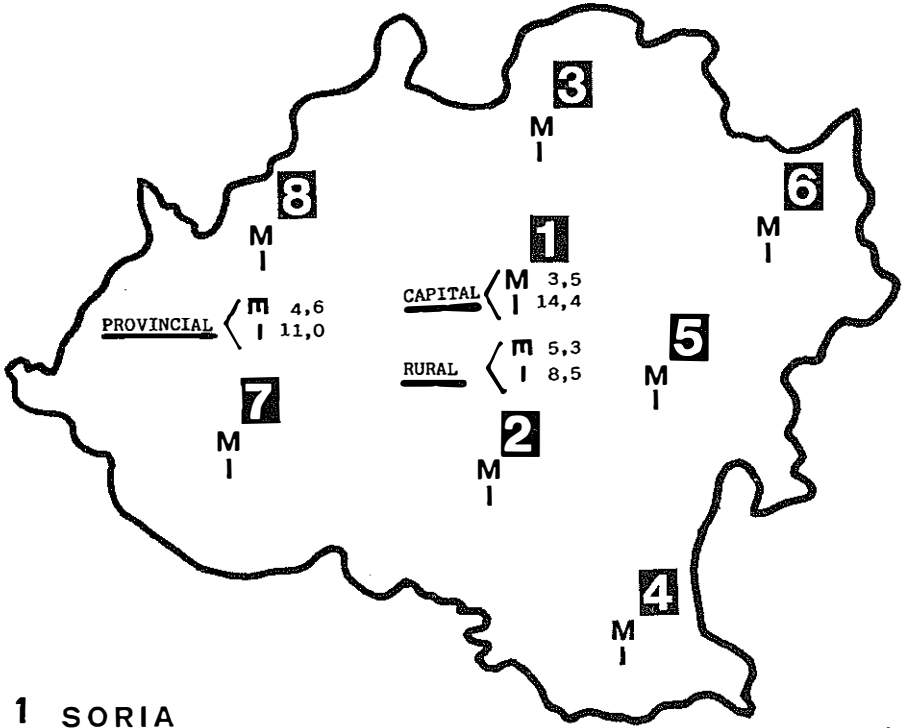 3
M
I
6
M
I
8
M
I
1
CAPITAL M 3,5
I 14,4
PROVINCIAL E 4,6
I 11,0
RURAL E 5,3
I 8,5
5
M
I
7
M
I
2
M
I
4
M
I
1 SORIA